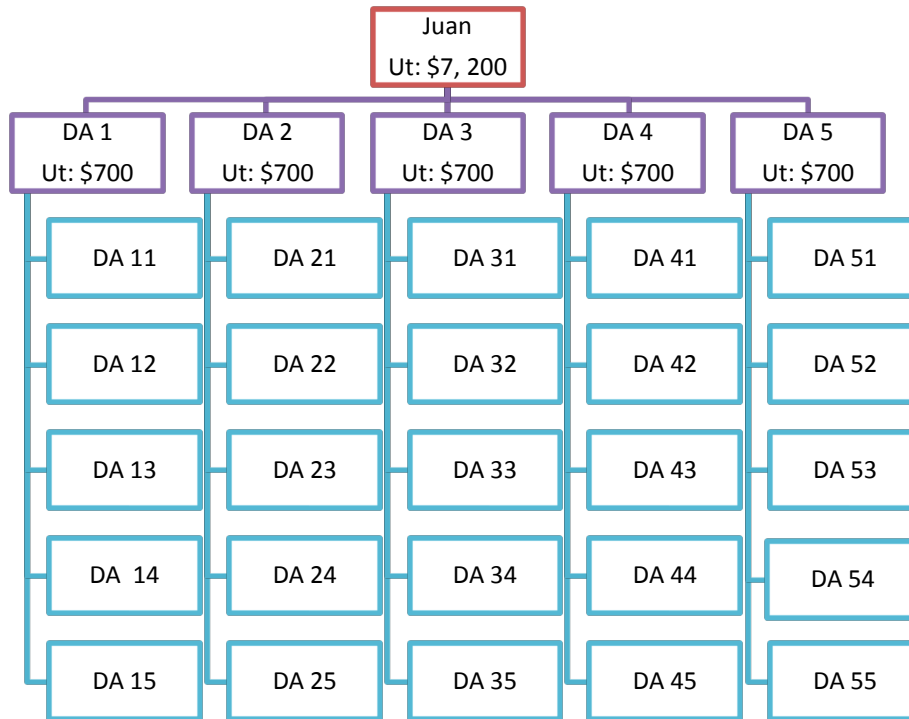 Juan
Ut: $7, 200
DA 1
Ut: $700
DA 2
Ut: $700
DA 3
Ut: $700
DA 4
Ut: $700
DA 5
Ut: $700
DA 11
DA 21
DA 31
DA 41
DA 51
DA 12
DA 22
DA 32
DA 42
DA 52
DA 13
DA 23
DA 33
DA 43
DA 53
DA 14
DA 24
DA 34
DA 44
DA 54
DA 15
DA 25
DA 35
DA 45
DA 55